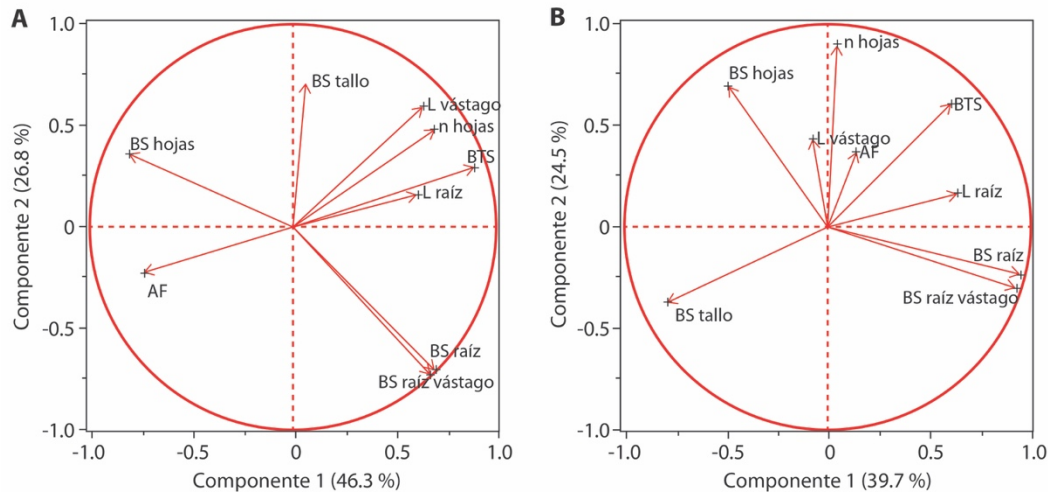 A
1.0
0.5
0
-0.5
-1.0
Componente 2 (26.8 %)
BS tallo
L vástago
n hojas
BS hojas
BTS
L raíz
AF
BS raíz
BS raíz vástago
-1.0
-0.5
0
0.5
1.0
Componente 1 (46.3 %)
B
1.0
0.5
0
-0.5
-1.0
Componente 2 (24.5 %)
n hojas
BS hojas
BTS
L vástago
AF
L raíz
BS raíz
BS raíz vástago
BS tallo
-1.0
-0.5
0
0.5
1.0
Componente 1 (39.7 %)